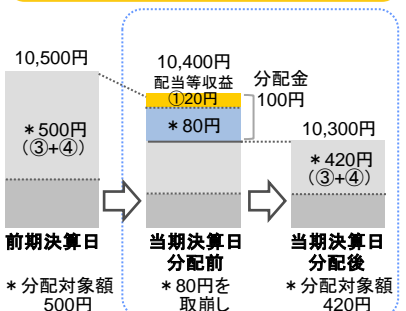 10,500円
＊500円
（③+④）
前期決算日
＊分配対象額
500円
10,400円
配当等収益
①20円
＊80円
分配金
100円
当期決算日
分配前
＊80円を
取崩し
10,300円
＊420円
（③+④）
当期決算日
分配後
＊分配対象額
420円